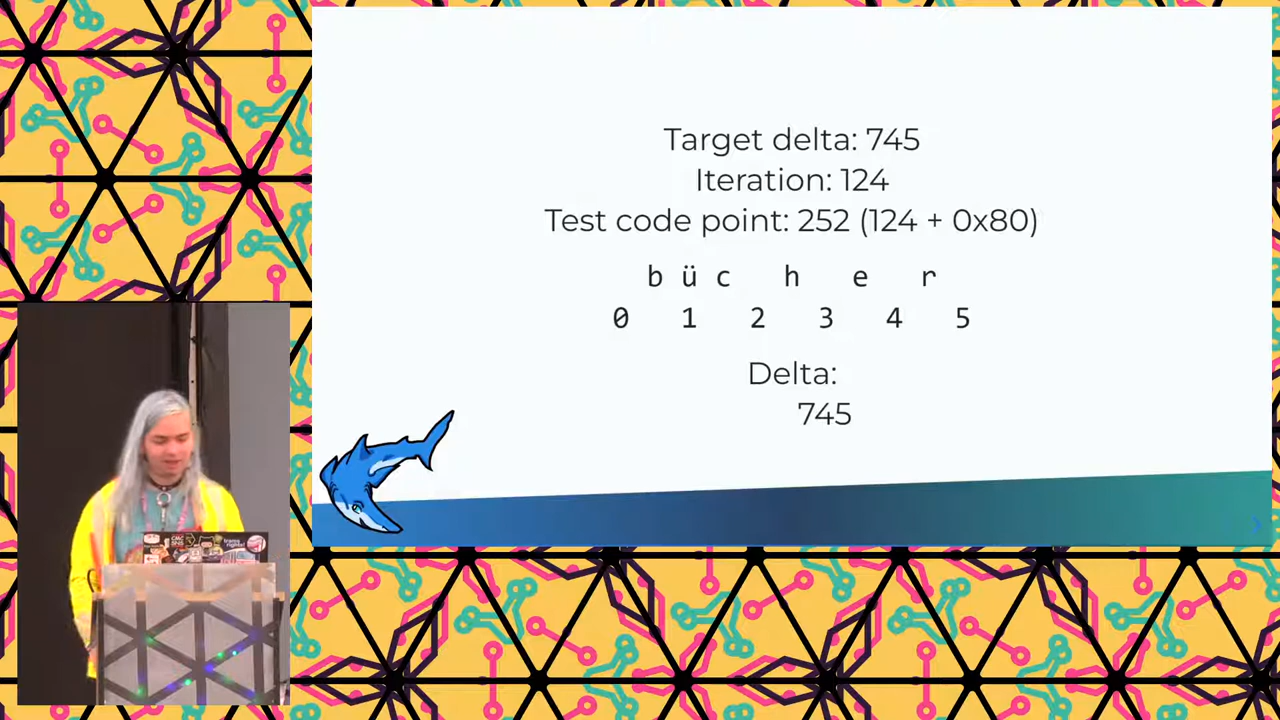 Target delta: 745
Iteration: 124
Test code point: 252 (124 + 0x80)
b ü c h e r
0 1 2 3 4 5
Delta:
745